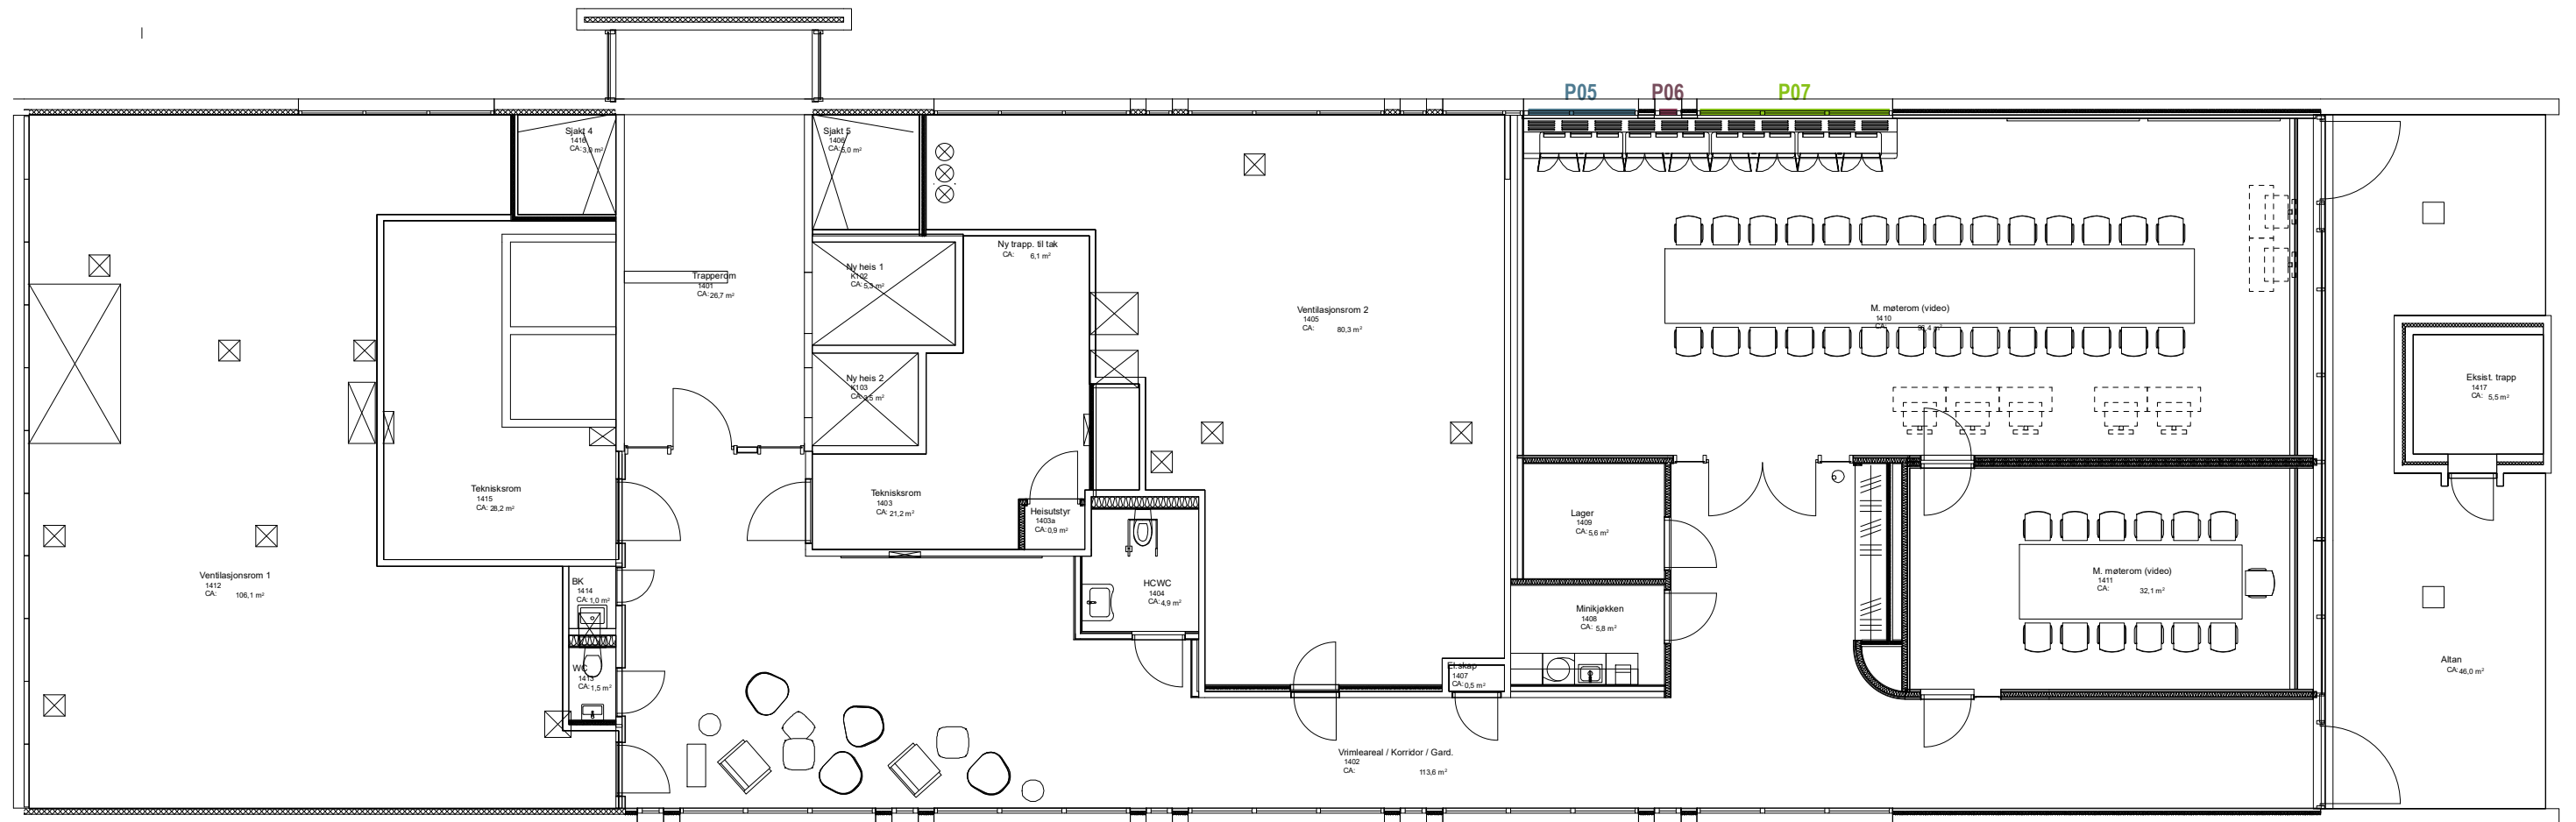 P05 P06 P07
Sjakt 4
1416
CA: 3,0 m²
Sjakt 5
1406
CA: 5,0 m²
Ny trapp. til tak
CA: 6,1 m²
Trapperom
1401
CA: 26,7 m²
Ny heis 1
K102
CA: 5,3 m²
Ny heis 2
K103
CA: 3,5 m²
Ventilasjonsrom 2
1405
CA: 80,3 m²
M. møterom (video)
1410
CA:
Eksist. trapp
1417
CA: 5,5 m²
Teknisksrom
1415
CA: 28,2 m²
Teknisksrom
1403
CA: 21,2 m²
Heisutstyr
1403a
CA: 0,9 m²
Lager
1409
CA: 5,6 m²
Ventilasjonsrom 1
1412
CA: 106,1 m²
BK
1414
CA: 1,0 m²
HCWC
1404
CA: 4,9 m²
Minikjøkken
1408
CA: 5,8 m²
M. møterom (video)
1411
CA: 32,1 m²
WC
1413
CA: 1,5 m²
El.skap
1407
CA: 0,5 m²
Altan
CA: 46,0 m²
Vrimleareal / Korridor / Gard.
1402
CA: 113,6 m²